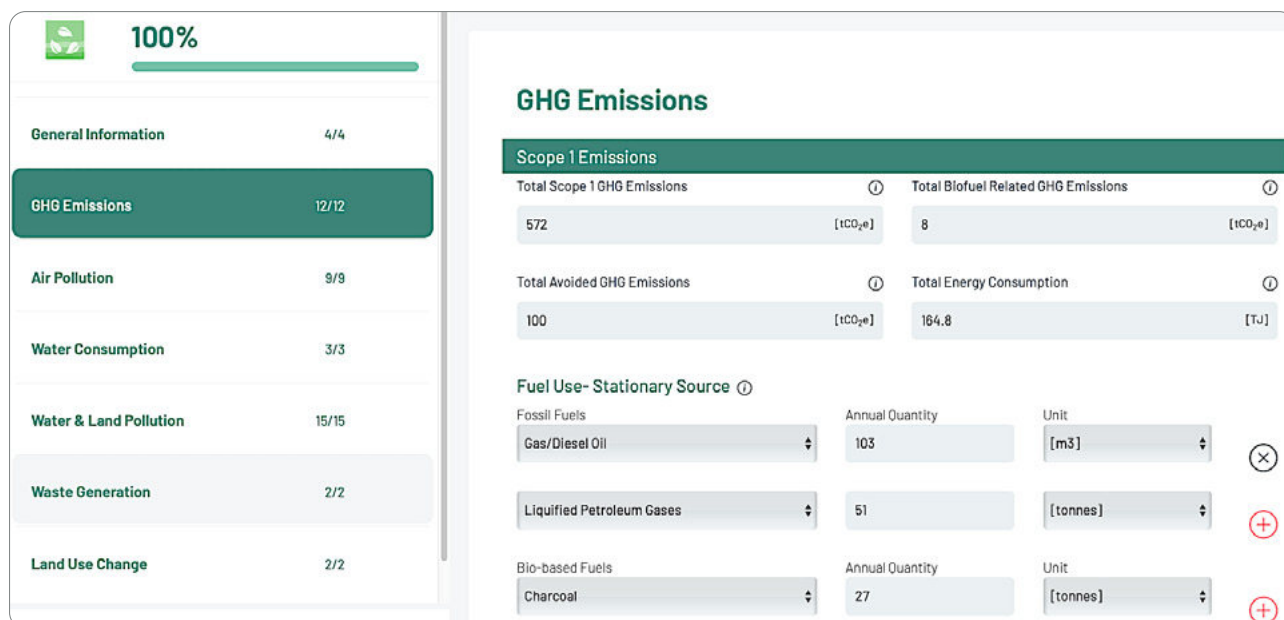 100%
General Information 4/4
GHG Emissions 12/12
Air Pollution 9/9
Water Consumption 3/3
Water & Land Pollution 15/15
Waste Generation 2/2
Land Use Change 2/2
GHG Emissions
Scope 1 Emissions
Total Scope 1 GHG Emissions Total Biofuel Related GHG Emissions
572 [tCO₂e] 8 [tCO₂e]
Total Avoided GHG Emissions Total Energy Consumption
100 [tCO₂e] 164.8 [TJ]
Fuel Use- Stationary Source
Fossil Fuels Annual Quantity Unit
Gas/Diesel Oil 103 [m3]
Liquified Petroleum Gases 51 [tonnes]
Bio-based Fuels Annual Quantity Unit
Charcoal 27 [tonnes]